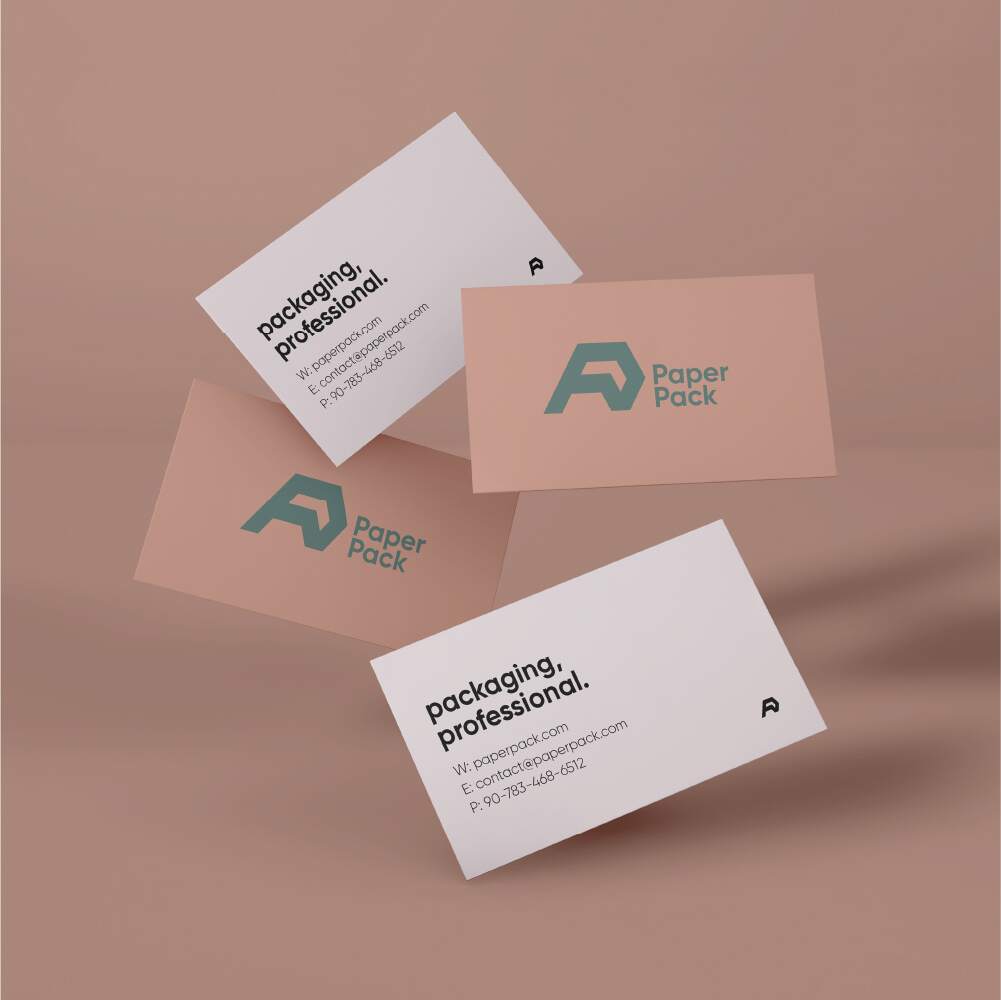 packaging,
professional.
W: paperpack.com
E: contact@paperpack.com
P: 90-783-468-6512
Paper
Pack
Paper
Pack
packaging,
professional.
W: paperpack.com
E: contact@paperpack.com
P: 90-783-468-6512